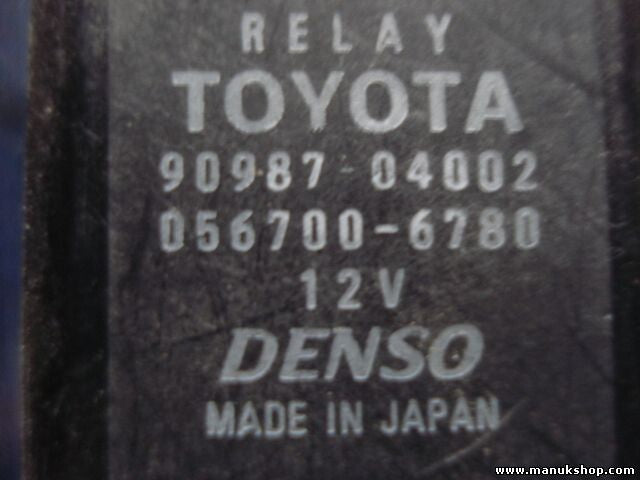 RELAY
TOYOTA
90987-04002
056700-6780
12V
DENSO
MADE IN JAPAN
www.manukshop.com